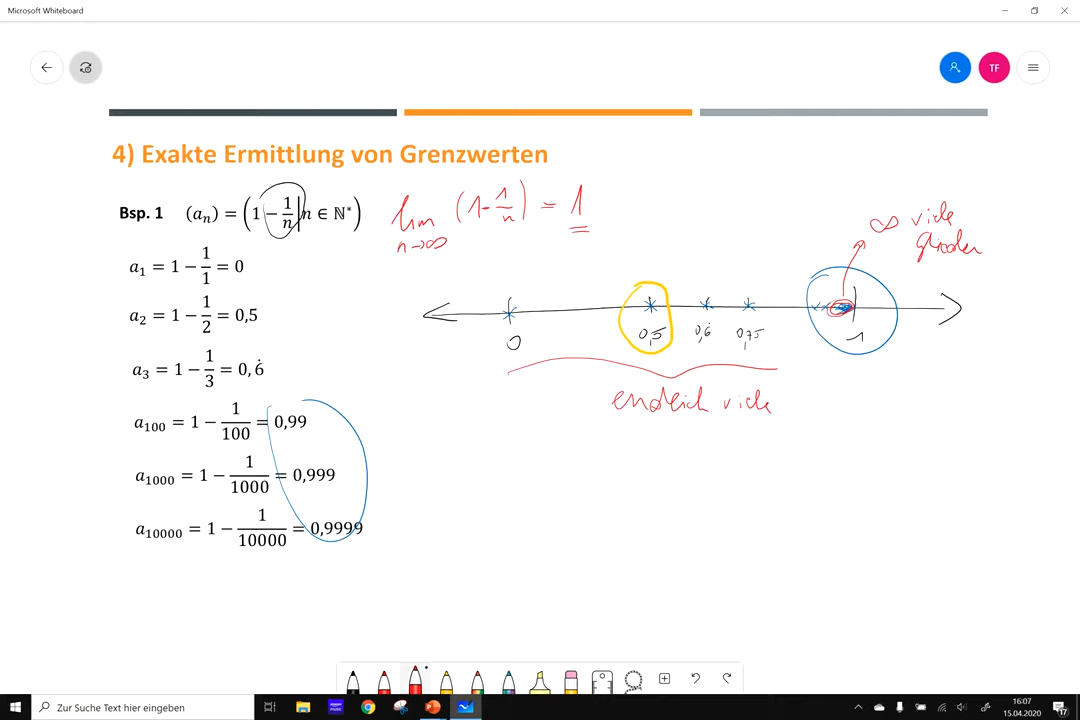 Microsoft Whiteboard
TF
4) Exakte Ermittlung von Grenzwerten
Bsp. 1 (aₙ) = (1 − 1/n | n ∈ ℕ*)
lim n→∞ (1 - 1/n) = 1
∞ viele
glieder
a₁ = 1 − 1/1 = 0
a₂ = 1 − 1/2 = 0,5
a₃ = 1 − 1/3 = 0,6̇
a₁₀₀ = 1 − 1/100 = 0,99
a₁₀₀₀ = 1 − 1/1000 = 0,999
a₁₀₀₀₀ = 1 − 1/10000 = 0,9999
0 0,5 0,6̇ 0,75 1
endlich viele
Zur Suche Text hier eingeben
16:07
15.04.2020
17